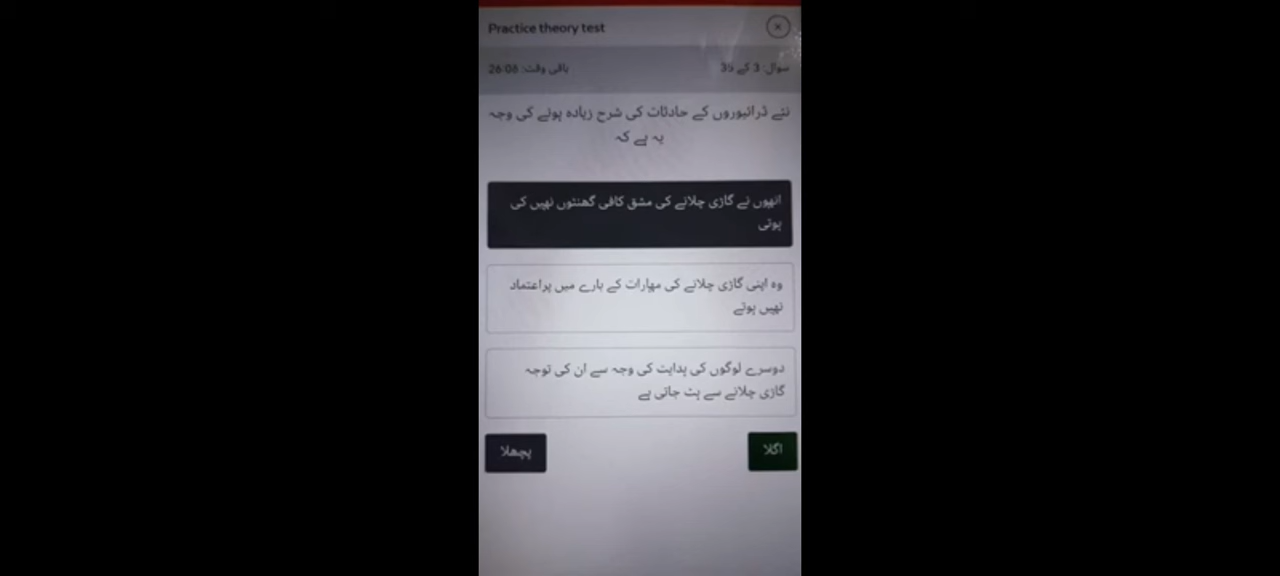 Practice theory test
سوال: 3 کے 35
باقی وقت: 26:06
نئے ڈرائیوروں کے حادثات کی شرح زیادہ ہونے کی وجہ
یہ ہے کہ
انھوں نے گاڑی چلانے کی مشق کافی گھنٹوں نہیں کی
ہوتی
وہ اپنی گاڑی چلانے کی مہارات کے بارے میں پراعتماد
نہیں ہوتے
دوسرے لوگوں کی ہدایت کی وجہ سے ان کی توجہ
گاڑی چلانے سے ہٹ جاتی ہے
پچھلا
اگلا